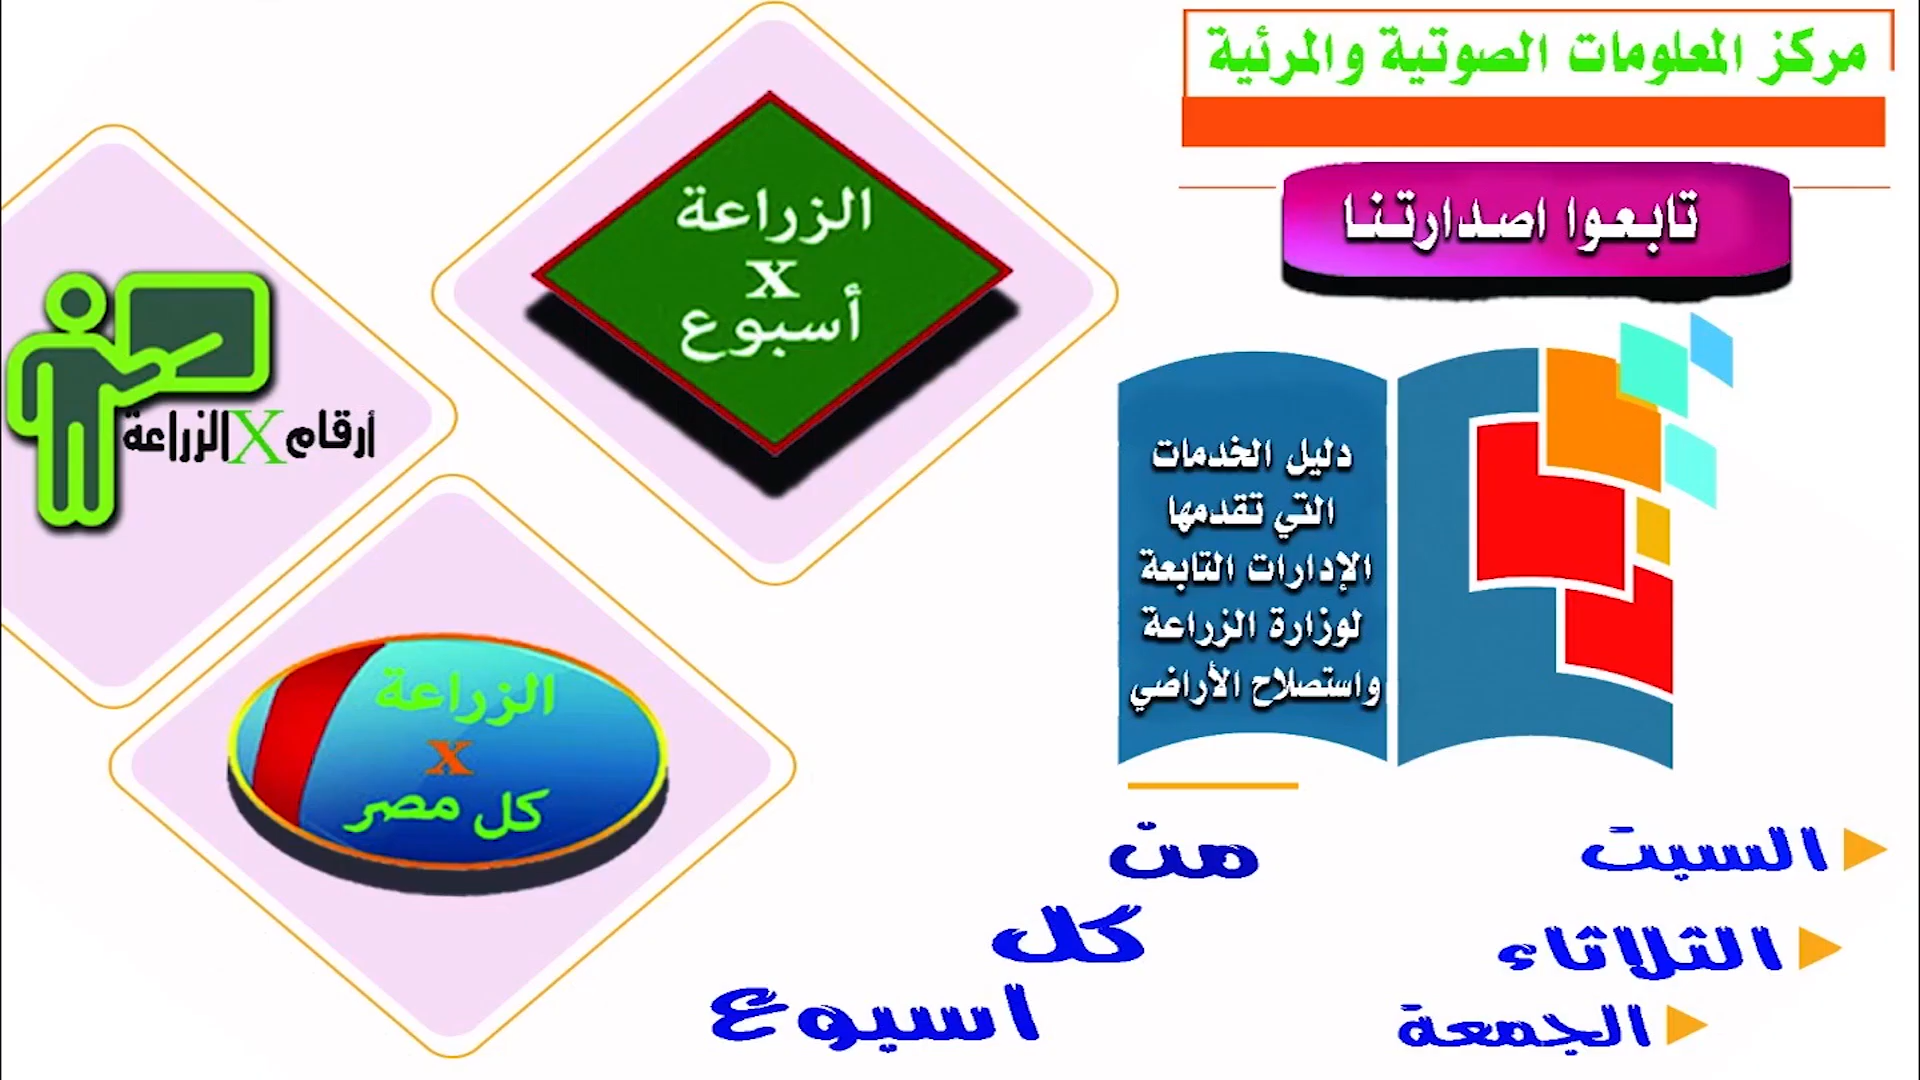 مركز المعلومات الصوتية والمرئية
تابعوا اصدارتنا
الزراعة
x
أسبوع
أرقام X الزراعة
دليل الخدمات
التي تقدمها
الإدارات التابعة
لوزارة الزراعة
واستصلاح الأراضي
الزراعة
x
كل مصر
السبت
الثلاثاء
الجمعة
من
كل
اسبوع